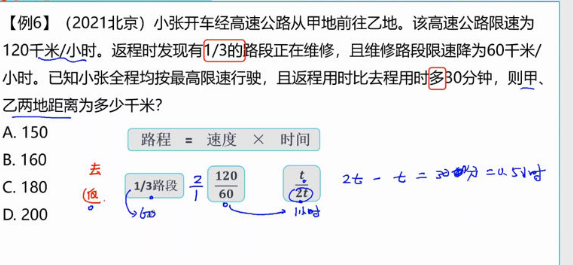 【例6】（2021北京）小张开车经高速公路从甲地前往乙地。该高速公路限速为
120千米/小时。返程时发现有1/3的路段正在维修，且维修路段限速降为60千米/
小时。已知小张全程均按最高限速行驶，且返程用时比去程用时多30分钟，则甲、
乙两地距离为多少千米？
A. 150
B. 160
C. 180
D. 200
路程 = 速度 × 时间
去
返
1/3路段
60
2
1
120
60
t
2t
1小时
2t - t = 30分 = 0.5小时